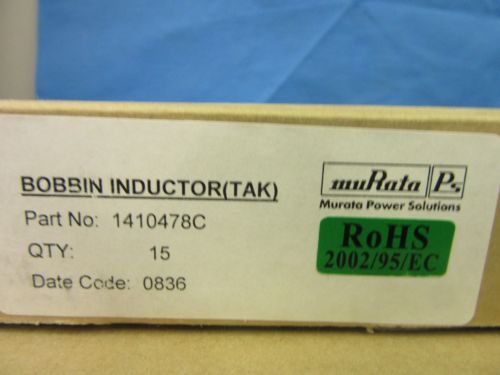 BOBBIN INDUCTOR(TAK)
Part No: 1410478C
QTY: 15
Date Code: 0836
muRata Ps
Murata Power Solutions
RoHS
2002/95/EC